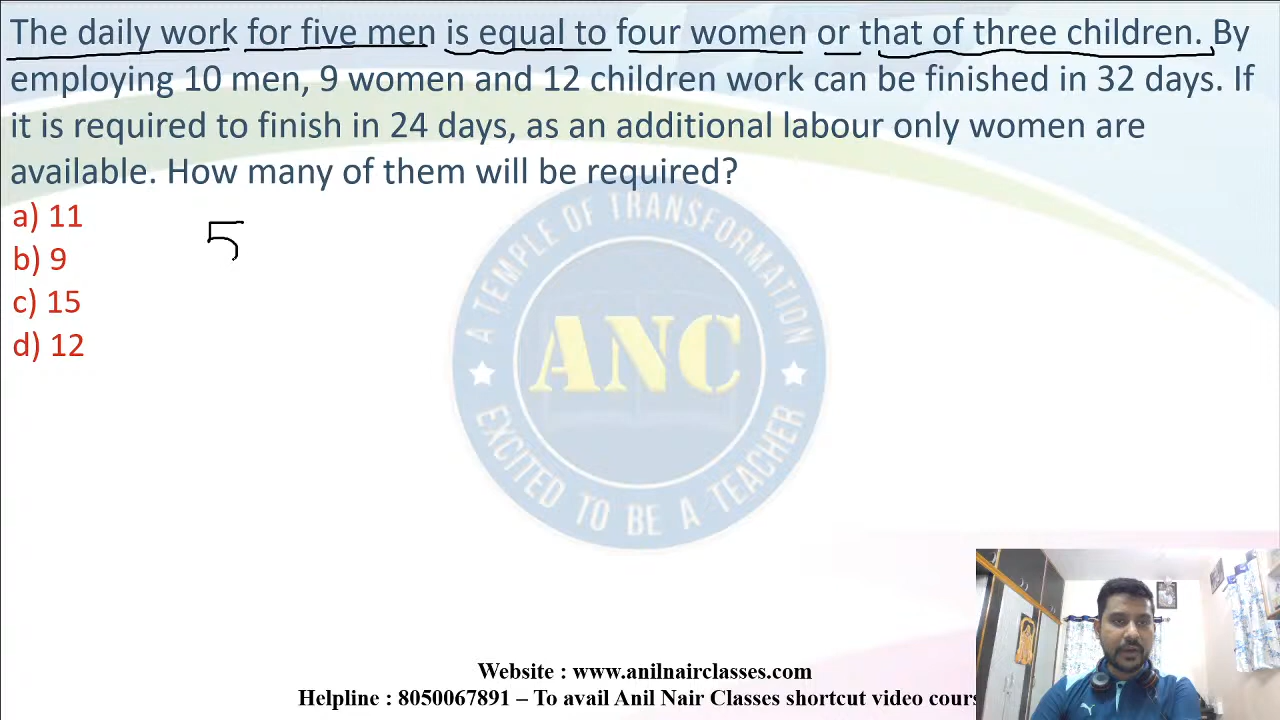 The daily work for five men is equal to four women or that of three children. By
employing 10 men, 9 women and 12 children work can be finished in 32 days. If
it is required to finish in 24 days, as an additional labour only women are
available. How many of them will be required?
a) 11
b) 9
c) 15
d) 12
5
A TEMPLE OF TRANSFORMATION
ANC
EXCITED TO BE A TEACHER
Website : www.anilnairclasses.com
Helpline : 8050067891 – To avail Anil Nair Classes shortcut video cours